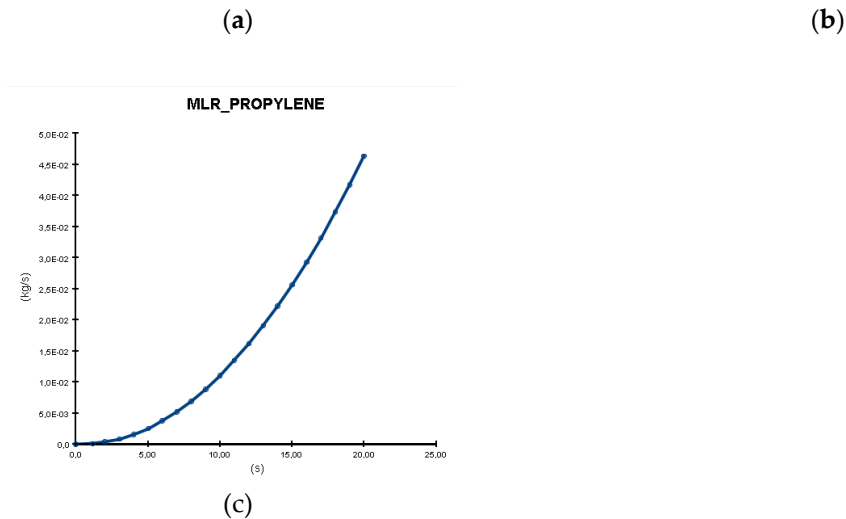 (a) (b)
MLR_PROPYLENE
5,0E-02
4,5E-02
4,0E-02
3,5E-02
3,0E-02
(kg/s)
2,5E-02
2,0E-02
1,5E-02
1,0E-02
5,0E-03
0,0
0,0 5,00 10,00 15,00 20,00 25,00
(s)
(c)